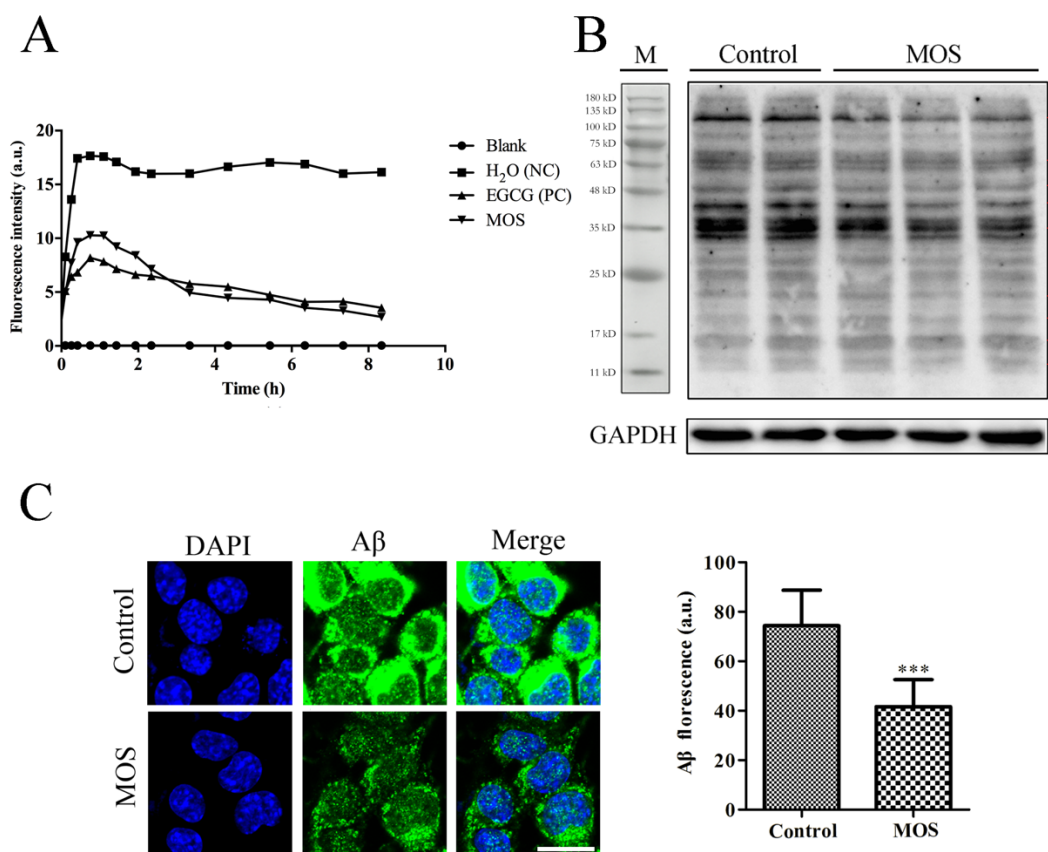 A
Fluorescence intensity (a.u.)
20
15
10
5
0
0 2 4 6 8 10
Time (h)
Blank
H₂O (NC)
EGCG (PC)
MOS
B
M Control MOS
180 kD
135 kD
100 kD
75 kD
63 kD
48 kD
35 kD
25 kD
17 kD
11 kD
GAPDH
C
DAPI Aβ Merge
Control
MOS
Aβ florescence (a.u.)
100
80
60
40
20
0
***
Control MOS